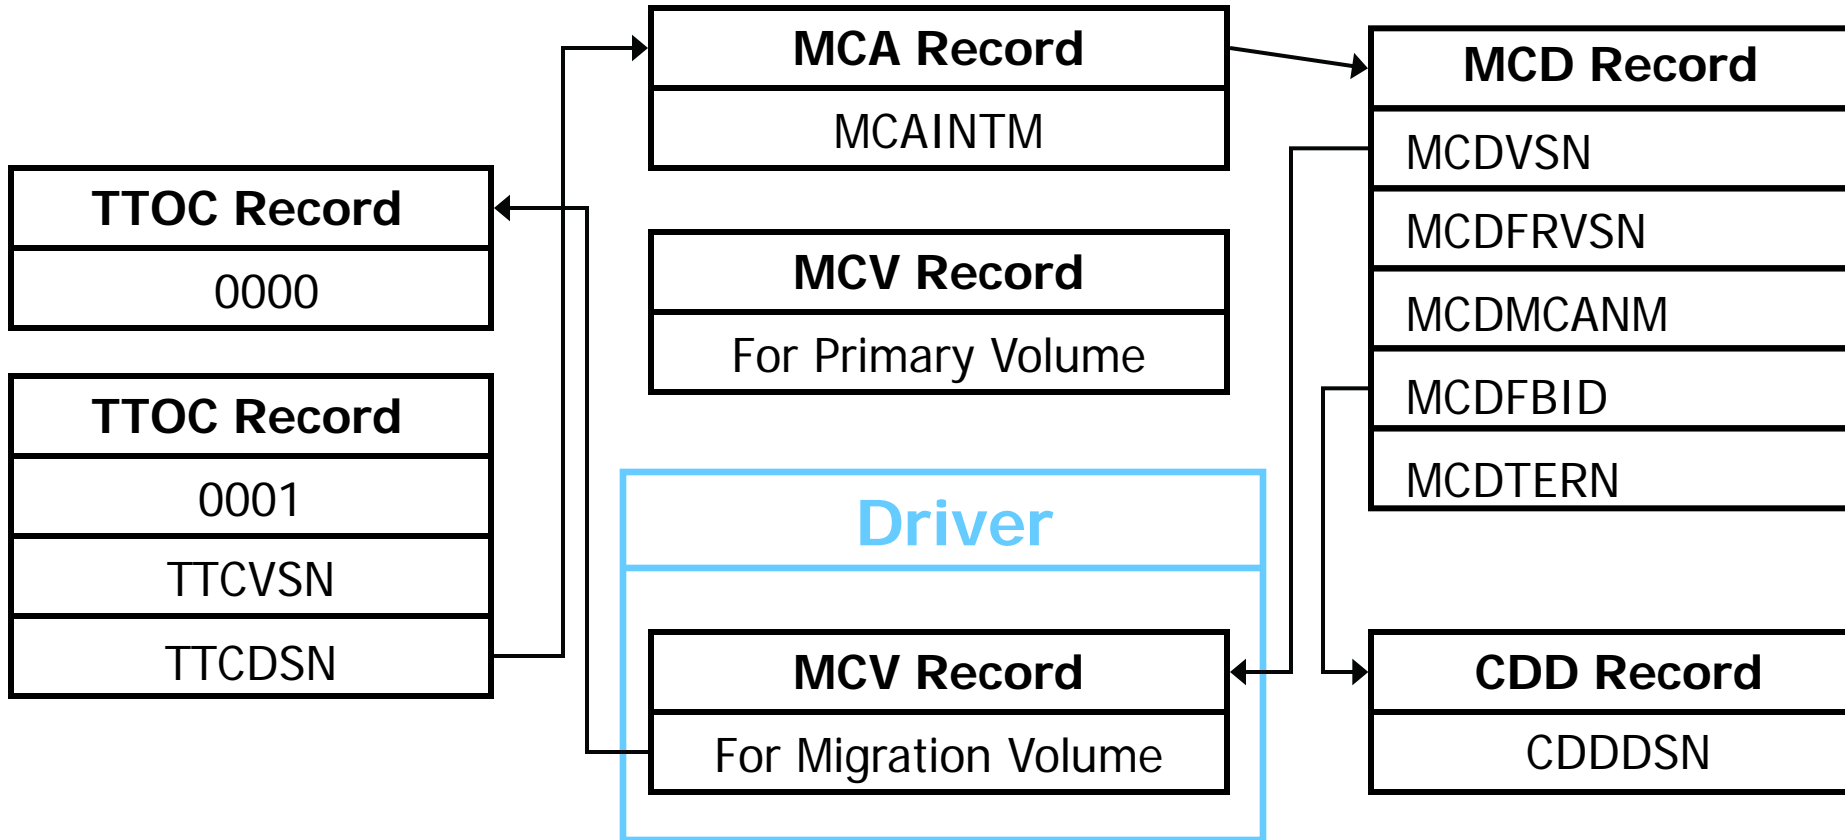 TTOC Record
0000
TTOC Record
0001
TTCVSN
TTCDSN
MCA Record
MCAINTM
MCV Record
For Primary Volume
Driver
MCV Record
For Migration Volume
MCD Record
MCDVSN
MCDFRVSN
MCDMCANM
MCDFBID
MCDTERN
CDD Record
CDDDSN